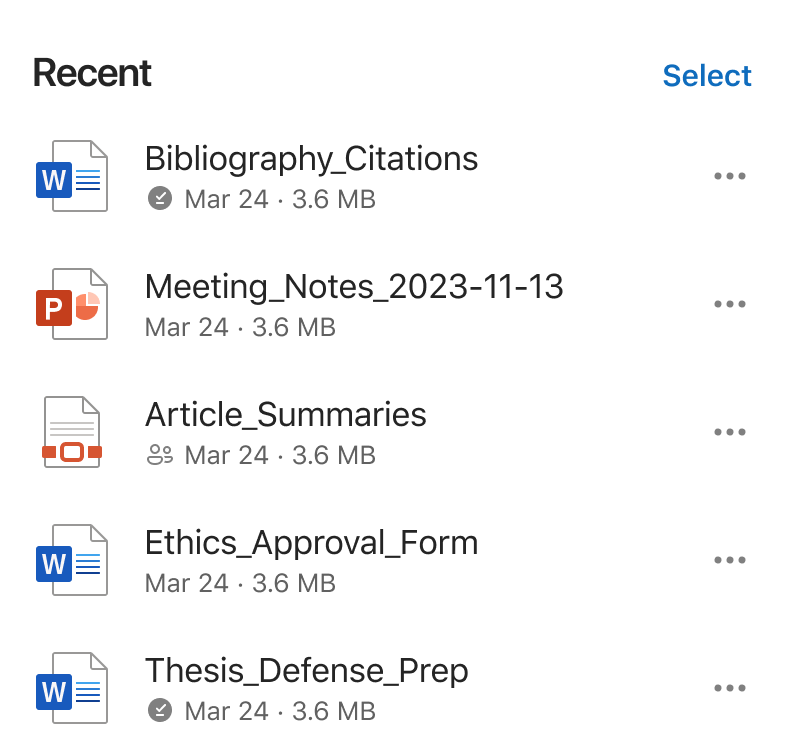 Recent
Select
Bibliography_Citations
Mar 24 · 3.6 MB
Meeting_Notes_2023-11-13
Mar 24 · 3.6 MB
Article_Summaries
Mar 24 · 3.6 MB
Ethics_Approval_Form
Mar 24 · 3.6 MB
Thesis_Defense_Prep
Mar 24 · 3.6 MB
W
P
W
W